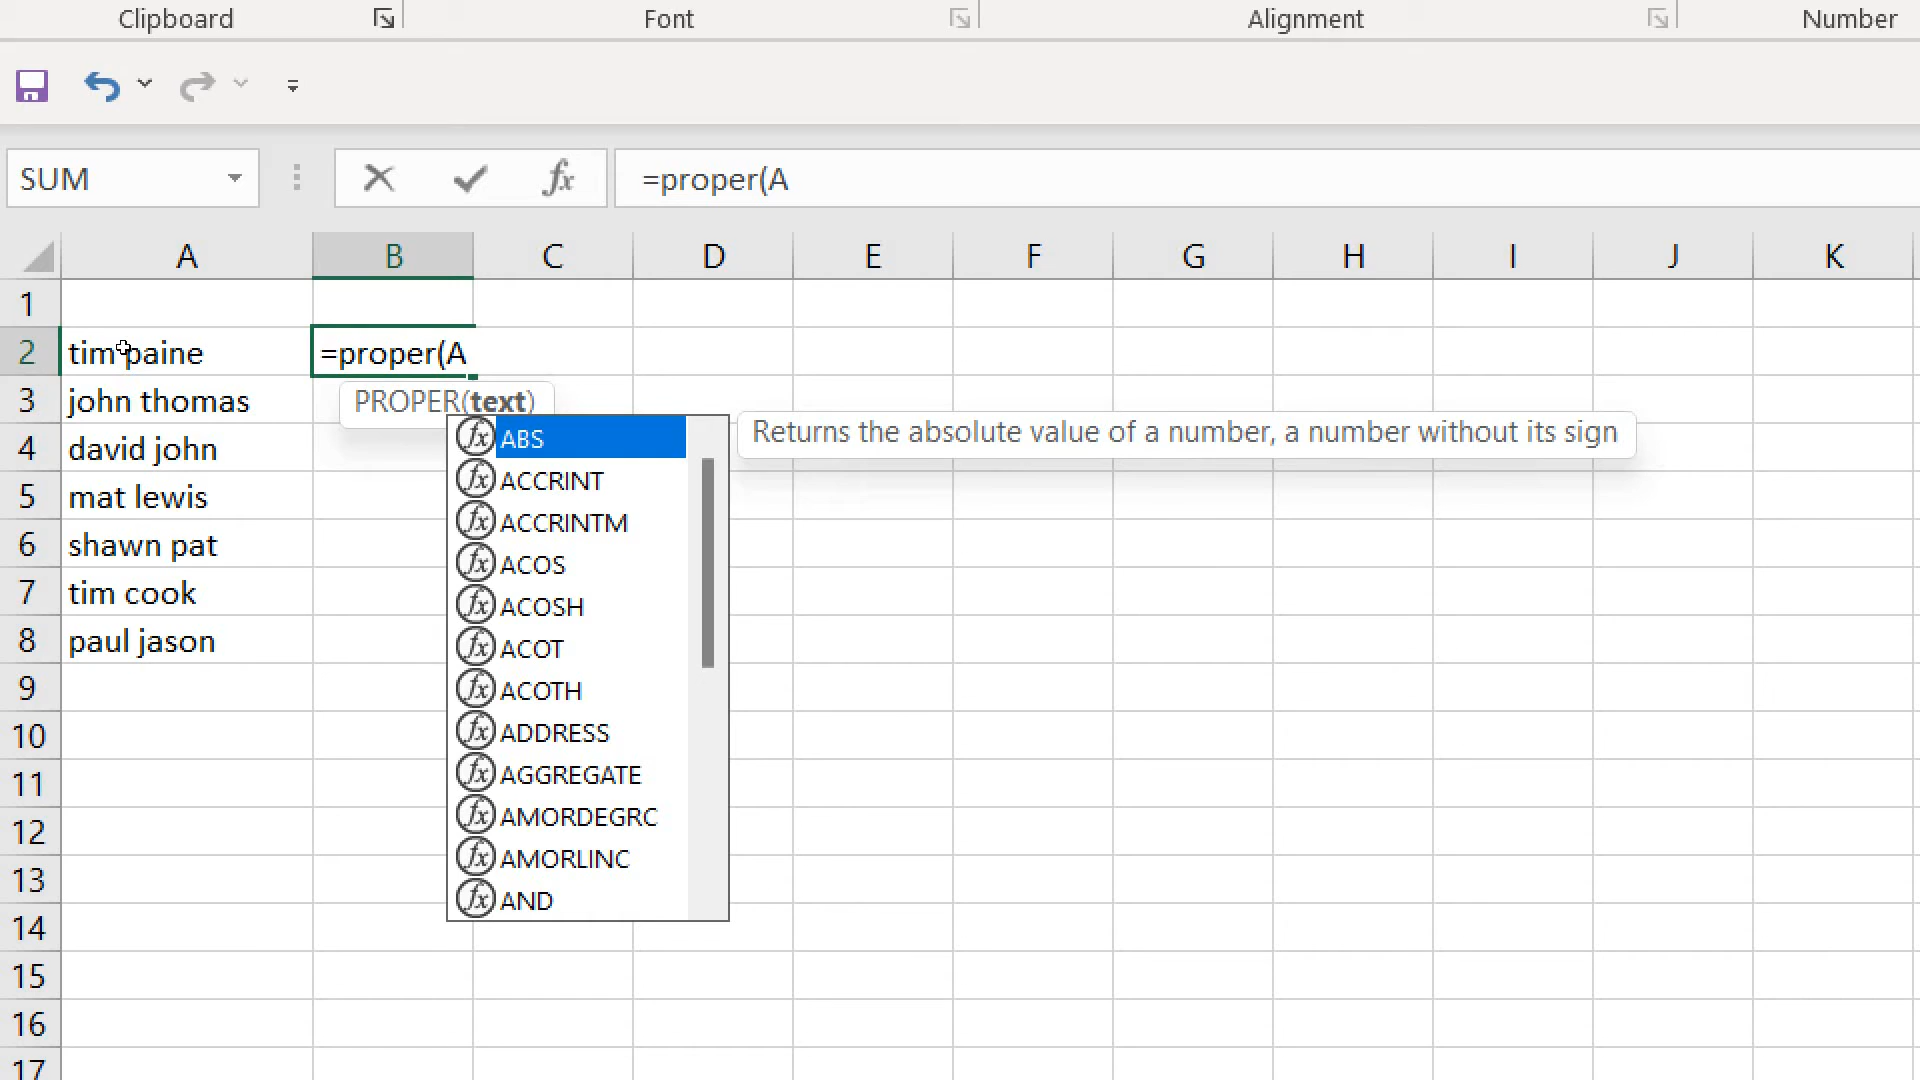 Clipboard Font Alignment Number
SUM fx =proper(A
A B C D E F G H I J K
1
2 tim paine =proper(A
3 john thomas PROPER(text)
ABS Returns the absolute value of a number, a number without its sign
4 david john
ACCRINT
5 mat lewis
ACCRINTM
6 shawn pat
ACOS
7 tim cook
ACOSH
8 paul jason
ACOT
9
ACOTH
10
ADDRESS
11
AGGREGATE
12
AMORDEGRC
13
AMORLINC
14
AND
15
16
17